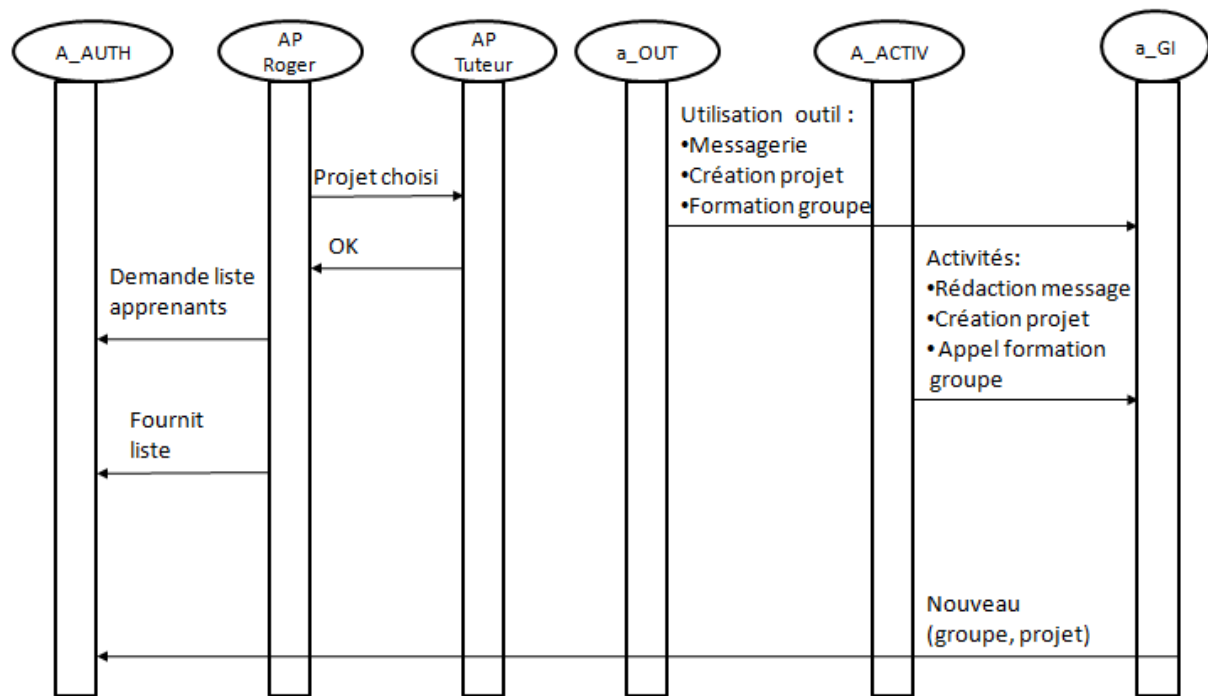 A_AUTH
AP
Roger
AP
Tuteur
a_OUT
A_ACTIV
a_GI
Utilisation outil :
•Messagerie
•Création projet
•Formation groupe
Projet choisi
OK
Demande liste
apprenants
Activités:
•Rédaction message
•Création projet
• Appel formation
groupe
Fournit
liste
Nouveau
(groupe, projet)